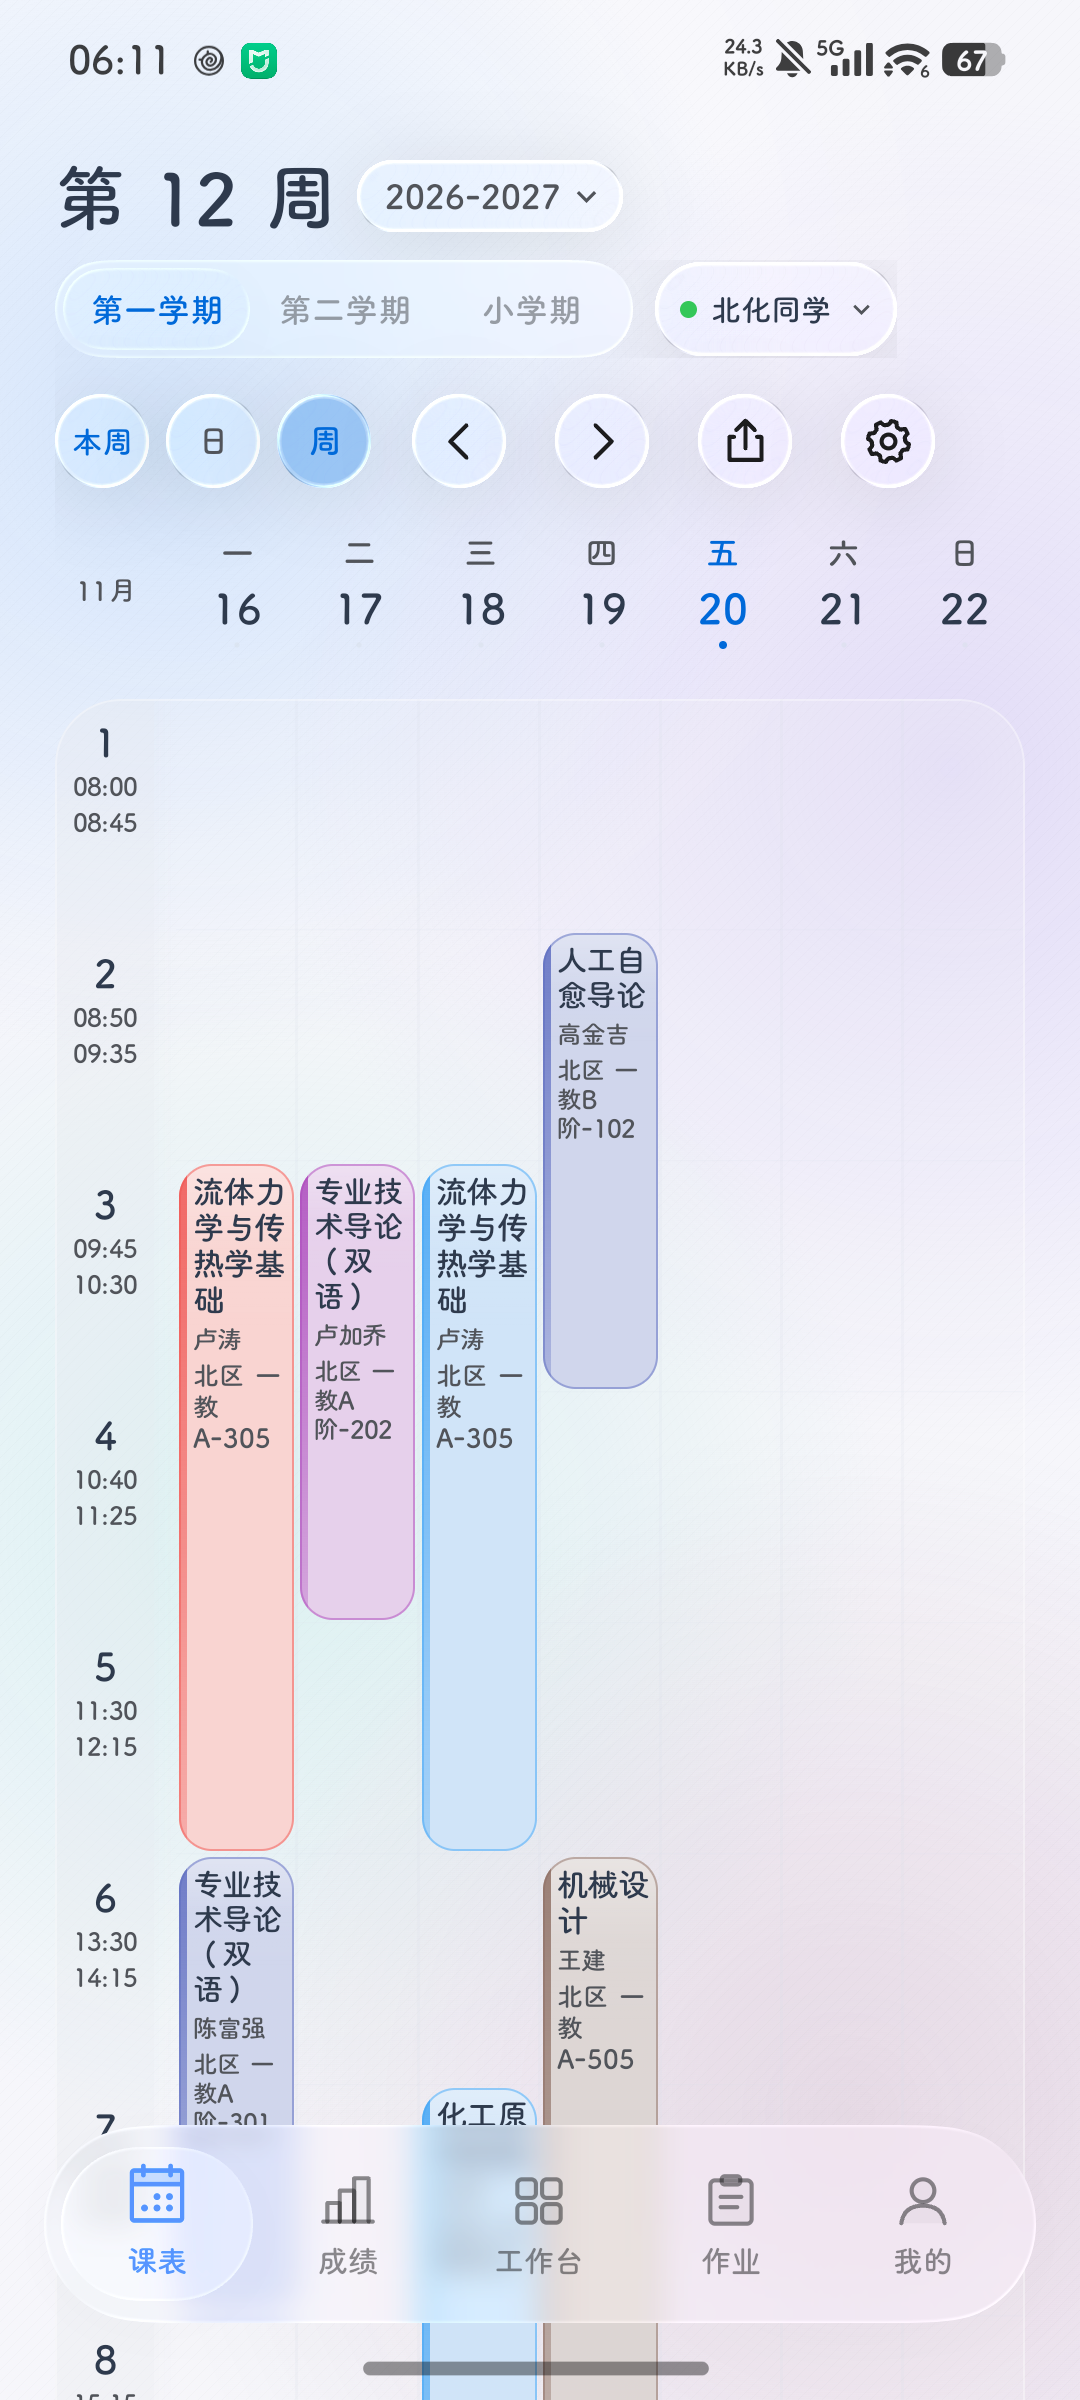 06:11
24.3
KB/s
5G
6
67
第 12 周
2026-2027
第一学期
第二学期
小学期
北化同学
本周
日
周
11月
一
二
三
四
五
六
日
16
17
18
19
20
21
22
1
08:00
08:45
2
08:50
09:35
人工自
愈导论
高金吉
北区 一
教B
阶-102
3
09:45
10:30
流体力
学与传
热学基
础
卢涛
北区 一
教
A-305
专业技
术导论
（双
语）
卢加乔
北区 一
教A
阶-202
流体力
学与传
热学基
础
卢涛
北区 一
教
A-305
4
10:40
11:25
5
11:30
12:15
6
13:30
14:15
专业技
术导论
（双
语）
陈富强
北区 一
教A
阶-301
机械设
计
王建
北区 一
教
A-505
7
化工原
课表
成绩
工作台
作业
我的
8